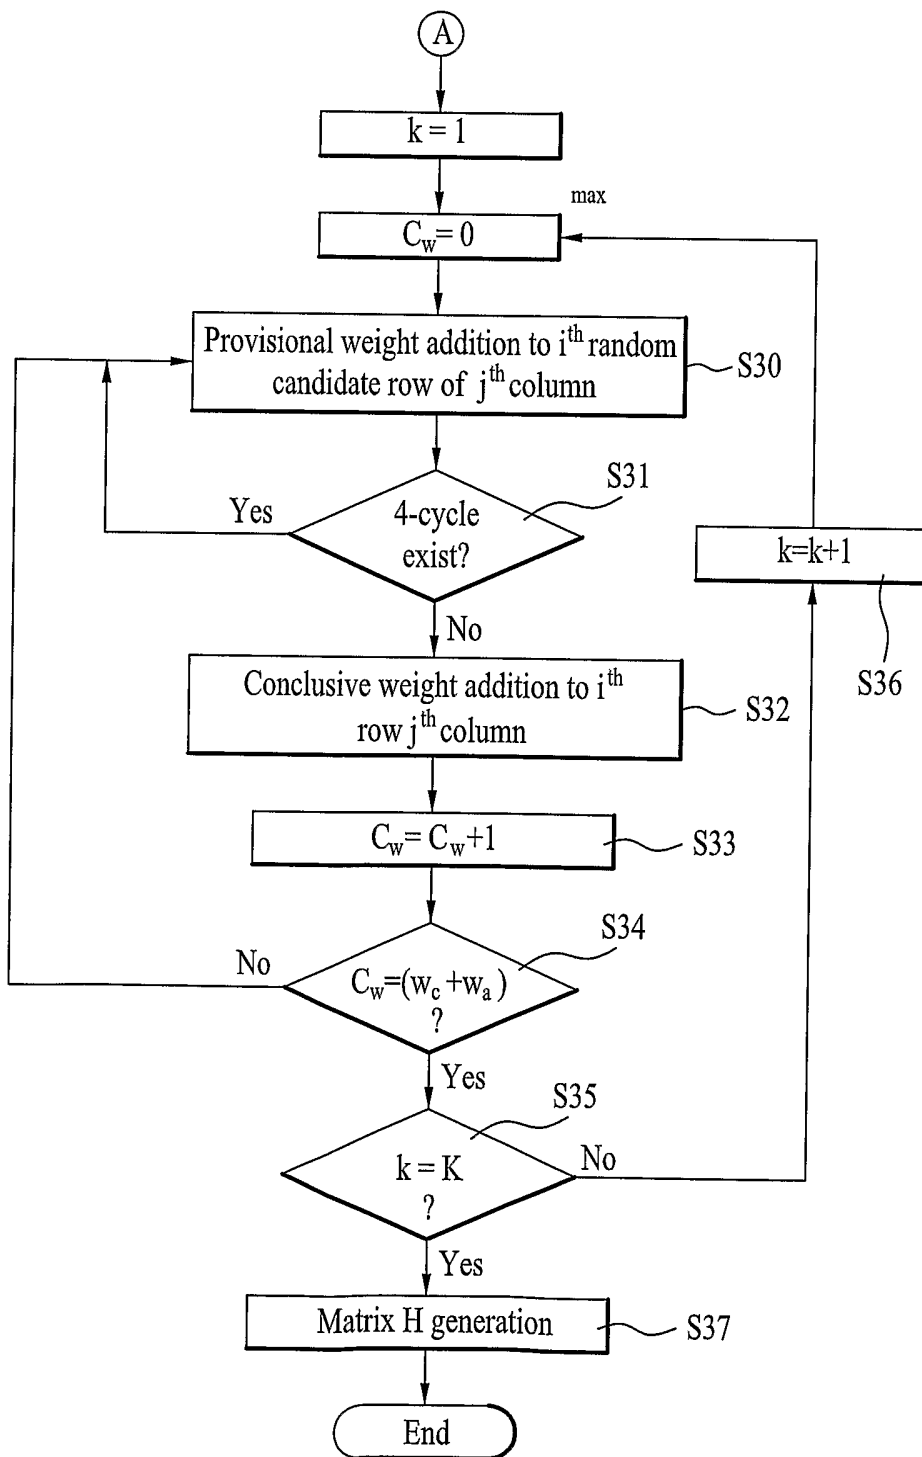 A
k = 1
max
C_w = 0
Provisional weight addition to i^th random
candidate row of j^th column
S30
S31
Yes
4-cycle
exist?
k=k+1
No
S36
Conclusive weight addition to i^th
row j^th column
S32
C_w = C_w+1
S33
S34
No
C_w=(w_c+w_a)
?
Yes
S35
k = K
?
No
Yes
Matrix H generation
S37
End